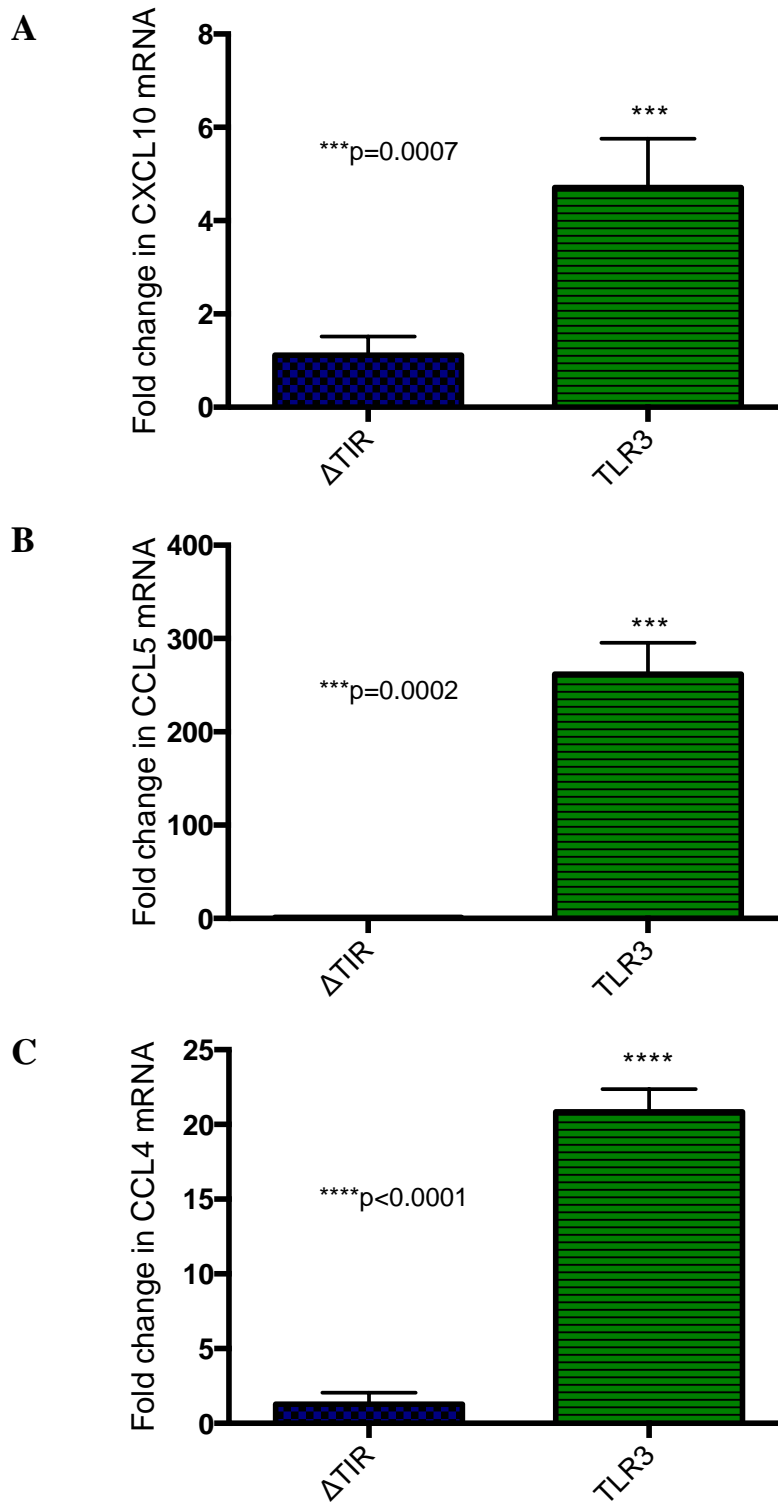 A
Fold change in CXCL10 mRNA
8
6
4
2
0
***p=0.0007
***
ΔTIR
TLR3
B
Fold change in CCL5 mRNA
400
300
200
100
0
***p=0.0002
***
ΔTIR
TLR3
C
Fold change in CCL4 mRNA
25
20
15
10
5
0
****p<0.0001
****
ΔTIR
TLR3